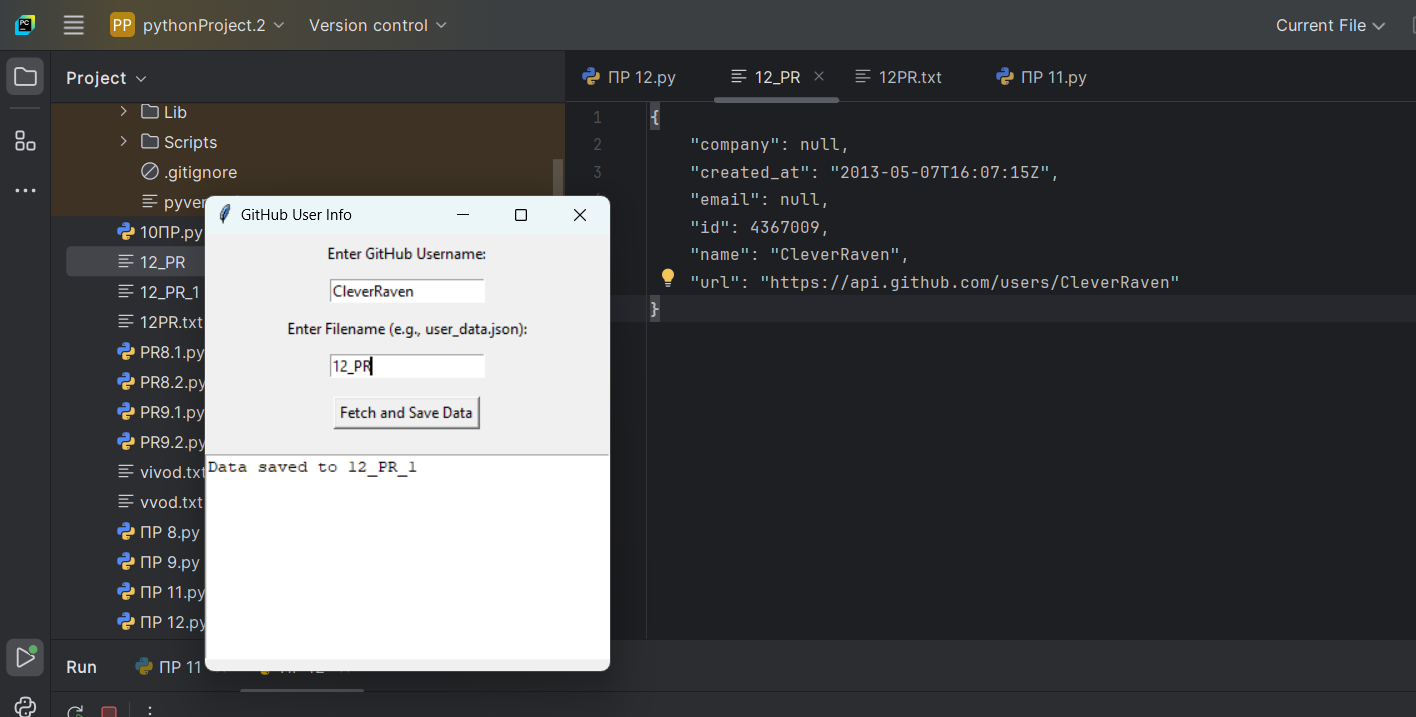 PC
PP pythonProject.2 Version control Current File
Project
Lib
Scripts
.gitignore
10ПР.py
12_PR
12_PR_1
12PR.txt
PR8.1.py
PR8.2.py
PR9.1.py
PR9.2.py
vivod.txt
vvod.txt
ПР 8.py
ПР 9.py
ПР 11.py
ПР 12.py
ПР 12.py 12_PR 12PR.txt ПР 11.py
1 {
2 "company": null,
3 "created_at": "2013-05-07T16:07:15Z",
"email": null,
"id": 4367009,
"name": "CleverRaven",
"url": "https://api.github.com/users/CleverRaven"
}
GitHub User Info
Enter GitHub Username:
CleverRaven
Enter Filename (e.g., user_data.json):
12_PR
Fetch and Save Data
Data saved to 12_PR_1
Run ПР 11